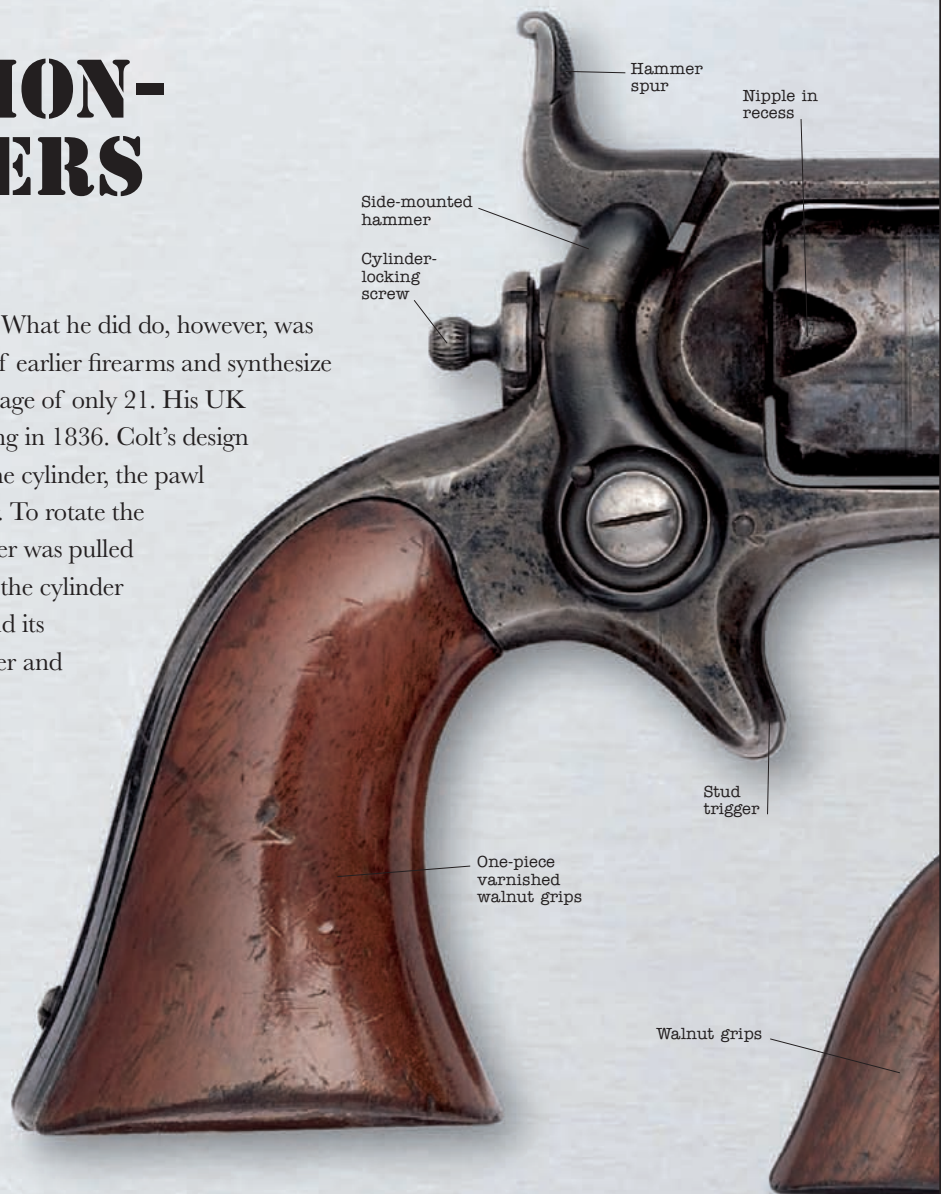 ION-
ERS
What he did do, however, was
f earlier firearms and synthesize
age of only 21. His UK
ng in 1836. Colt's design
he cylinder, the pawl
. To rotate the
er was pulled
the cylinder
d its
er and
Hammer
spur
Nipple in
recess
Side-mounted
hammer
Cylinder-
locking
screw
Stud
trigger
One-piece
varnished
walnut grips
Walnut grips